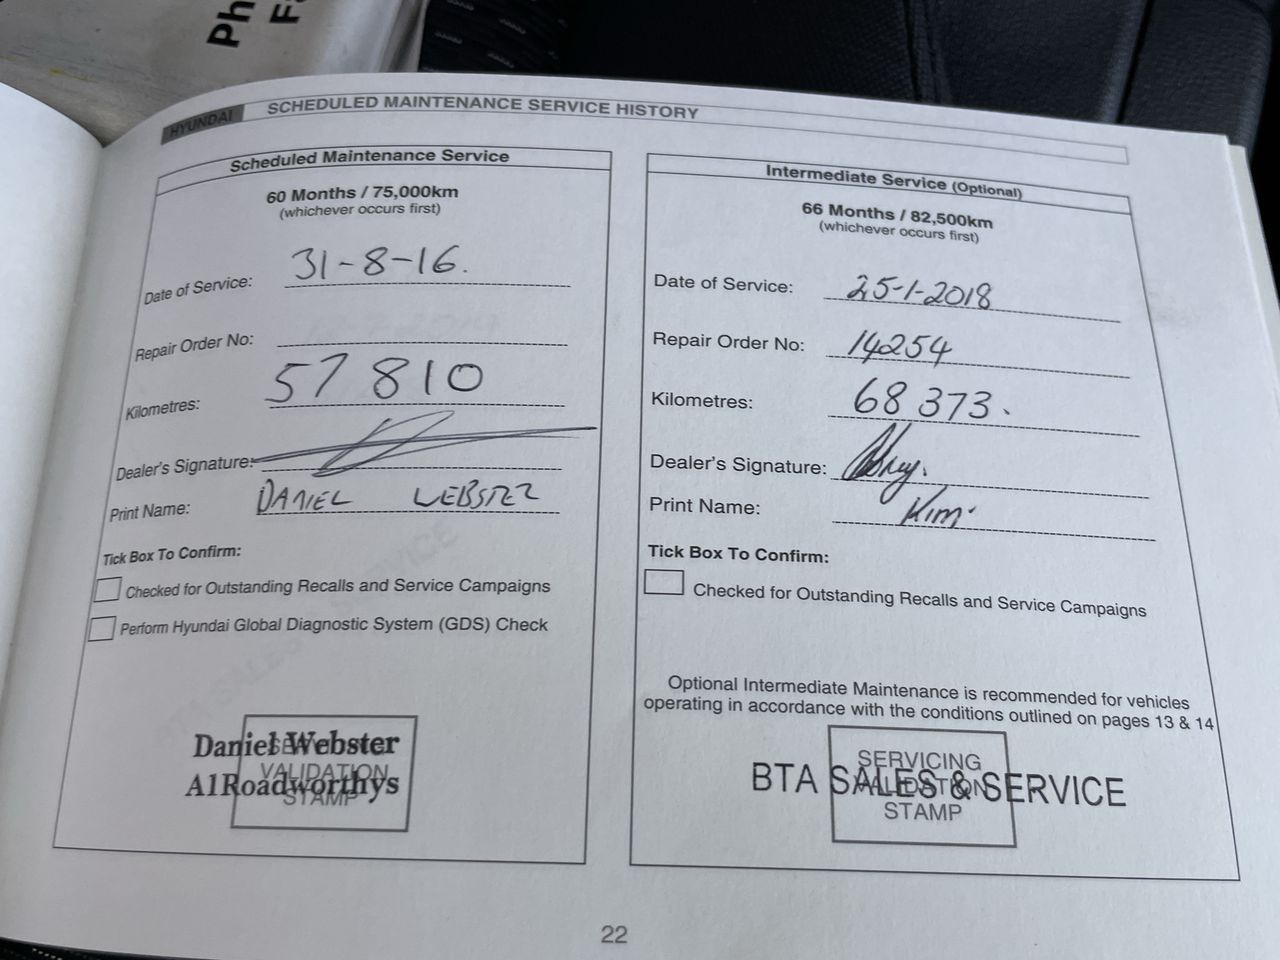 Ph
F
HYUNDAI
SCHEDULED MAINTENANCE SERVICE HISTORY
Scheduled Maintenance Service
60 Months / 75,000km
(whichever occurs first)
Date of Service: 31-8-16.
Repair Order No:
Kilometres: 57 810
Dealer's Signature:
Print Name: DANIEL WEBSTER
Tick Box To Confirm:
Checked for Outstanding Recalls and Service Campaigns
Perform Hyundai Global Diagnostic System (GDS) Check
Daniel Webster
VALIDATION
A1Roadworthys
STAMP
Intermediate Service (Optional)
66 Months / 82,500km
(whichever occurs first)
Date of Service: 25-1-2018
Repair Order No: 14254
Kilometres: 68 373.
Dealer's Signature:
Print Name: Kim.
Tick Box To Confirm:
Checked for Outstanding Recalls and Service Campaigns
Optional Intermediate Maintenance is recommended for vehicles
operating in accordance with the conditions outlined on pages 13 & 14
SERVICING
BTA SALES & SERVICE
STAMP
22